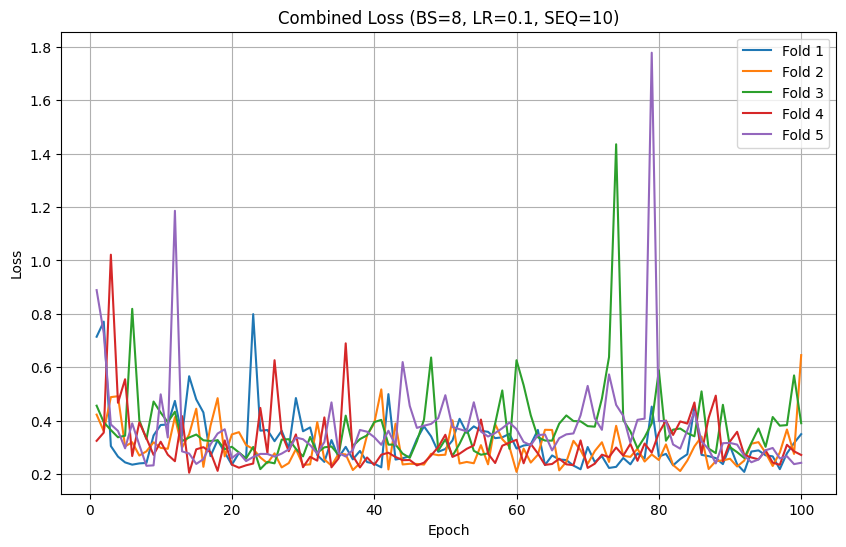 Combined Loss (BS=8, LR=0.1, SEQ=10)
Fold 1
Fold 2
Fold 3
Fold 4
Fold 5
Loss
1.8
1.6
1.4
1.2
1.0
0.8
0.6
0.4
0.2
0
20
40
60
80
100
Epoch